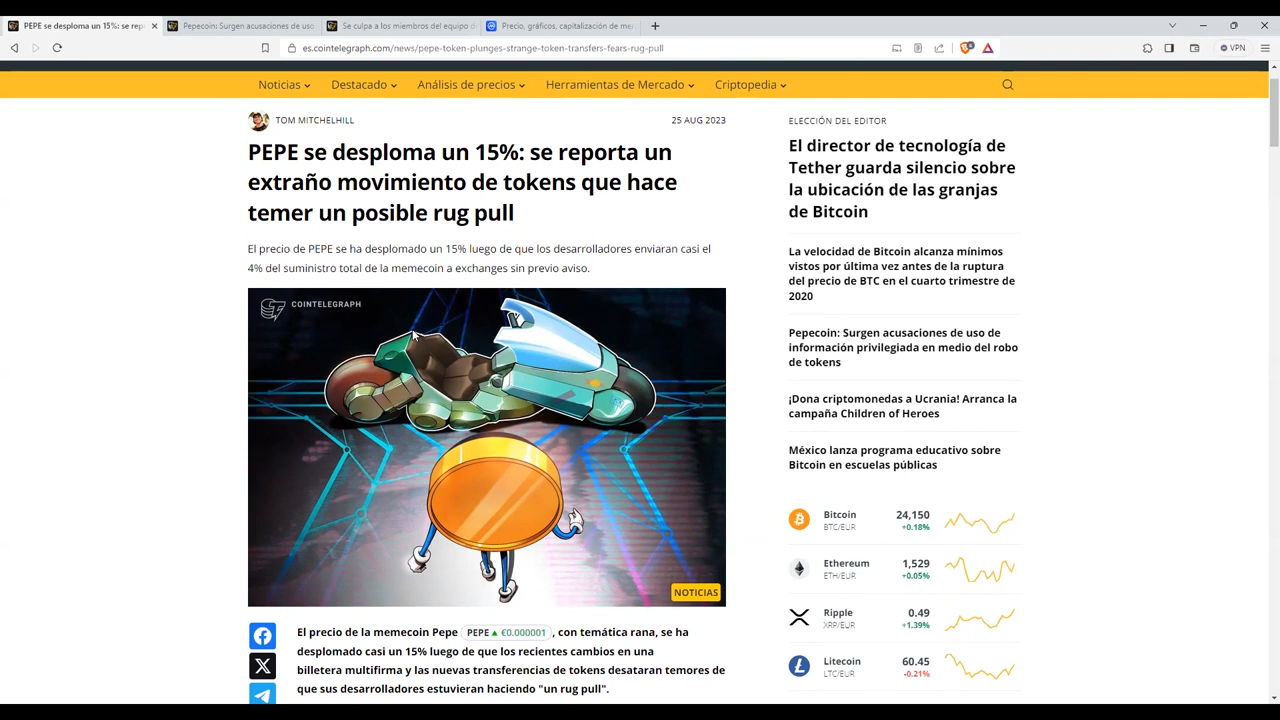 PEPE se desploma un 15%: se rep
Pepecoin: Surgen acusaciones de uso
Se culpa a los miembros del equipo d
Precio, gráficos, capitalización de me
es.cointelegraph.com/news/pepe-token-plunges-strange-token-transfers-fears-rug-pull
VPN
Noticias
Destacado
Análisis de precios
Herramientas de Mercado
Criptopedia
TOM MITCHELHILL
25 AUG 2023
PEPE se desploma un 15%: se reporta un
extraño movimiento de tokens que hace
temer un posible rug pull
El precio de PEPE se ha desplomado un 15% luego de que los desarrolladores enviaran casi el
4% del suministro total de la memecoin a exchanges sin previo aviso.
COINTELEGRAPH
NOTICIAS
El precio de la memecoin Pepe PEPE €0.000001, con temática rana, se ha
desplomado casi un 15% luego de que los recientes cambios en una
billetera multifirma y las nuevas transferencias de tokens desataran temores de
que sus desarrolladores estuvieran haciendo "un rug pull".
ELECCIÓN DEL EDITOR
El director de tecnología de
Tether guarda silencio sobre
la ubicación de las granjas
de Bitcoin
La velocidad de Bitcoin alcanza mínimos
vistos por última vez antes de la ruptura
del precio de BTC en el cuarto trimestre de
2020
Pepecoin: Surgen acusaciones de uso de
información privilegiada en medio del robo
de tokens
¡Dona criptomonedas a Ucrania! Arranca la
campaña Children of Heroes
México lanza programa educativo sobre
Bitcoin en escuelas públicas
Bitcoin 24,150
BTC/EUR +0.18%
Ethereum 1,529
ETH/EUR +0.05%
Ripple 0.49
XRP/EUR +1.39%
Litecoin 60.45
LTC/EUR -0.21%